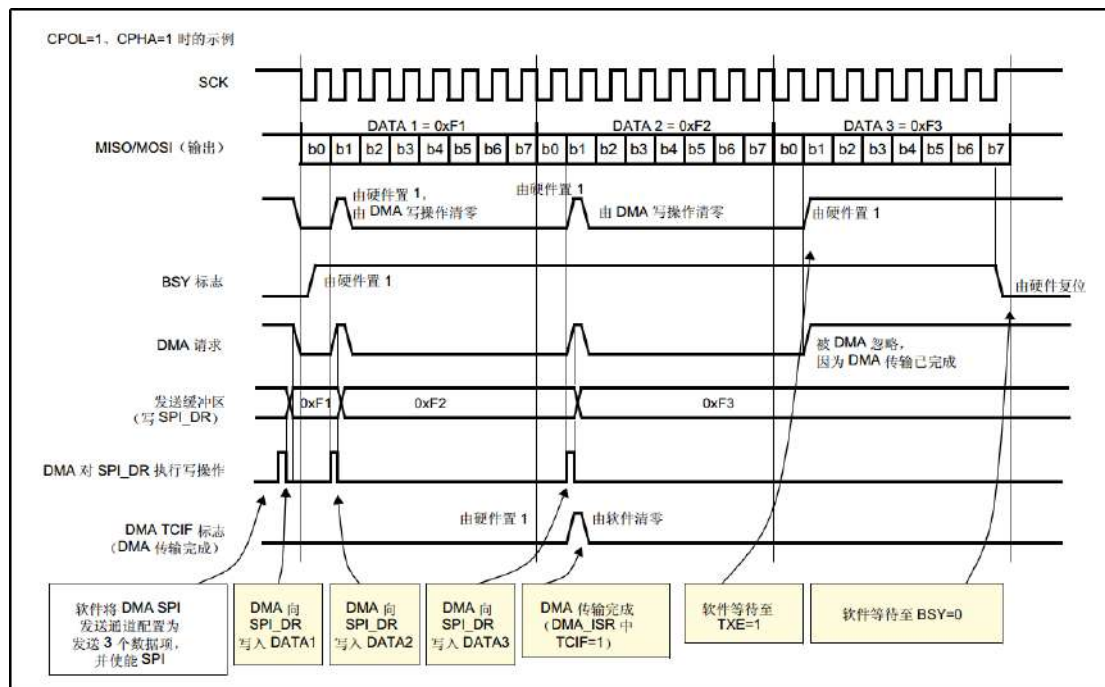 CPOL=1、CPHA=1 时的示例
SCK
DATA 1 = 0xF1
DATA 2 = 0xF2
DATA 3 = 0xF3
MISO/MOSI（输出）
b0 b1 b2 b3 b4 b5 b6 b7 b0 b1 b2 b3 b4 b5 b6 b7 b0 b1 b2 b3 b4 b5 b6 b7
由硬件置 1，
由 DMA 写操作清零
由硬件置 1
由 DMA 写操作清零
由硬件置 1
BSY 标志
由硬件置 1
由硬件复位
DMA 请求
被 DMA 忽略，
因为 DMA 传输已完成
发送缓冲区
（写 SPI_DR）
0xF1
0xF2
0xF3
DMA 对 SPI_DR 执行写操作
DMA TCIF 标志
（DMA 传输完成）
由硬件置 1
由软件清零
软件将 DMA SPI
发送通道配置为
发送 3 个数据项，
并使能 SPI
DMA 向
SPI_DR
写入 DATA1
DMA 向
SPI_DR
写入 DATA2
DMA 向
SPI_DR
写入 DATA3
DMA 传输完成
（DMA_ISR 中
TCIF=1）
软件等待至
TXE=1
软件等待至 BSY=0